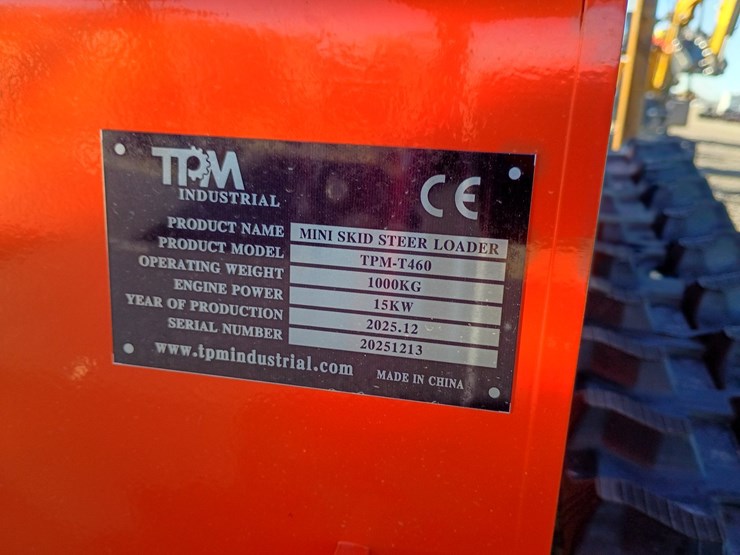 TPM
INDUSTRIAL
CE
PRODUCT NAME MINI SKID STEER LOADER
PRODUCT MODEL TPM-T460
OPERATING WEIGHT 1000KG
ENGINE POWER 15KW
YEAR OF PRODUCTION 2025.12
SERIAL NUMBER 20251213
www.tpmindustrial.com
MADE IN CHINA